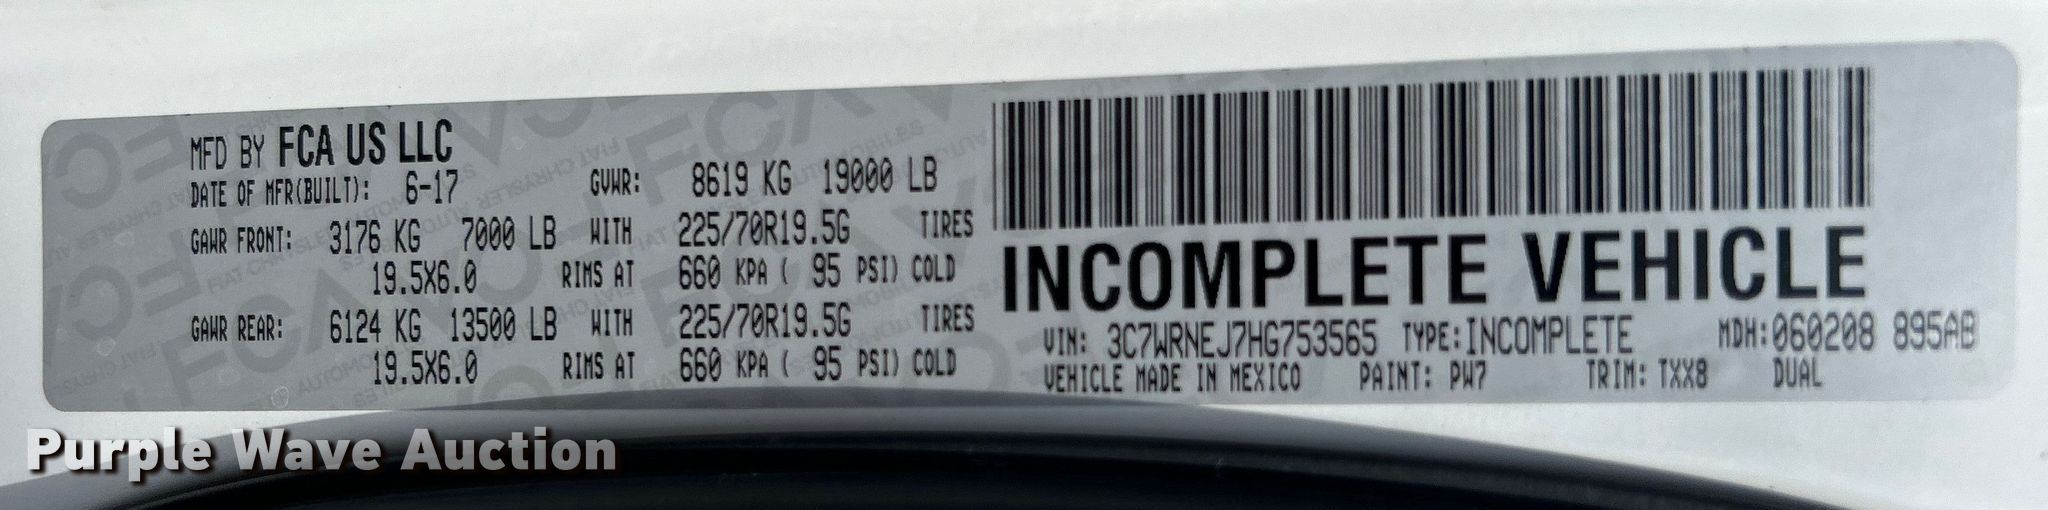 MFD BY FCA US LLC
DATE OF MFR(BUILT): 6-17 GVWR: 8619 KG 19000 LB
GAWR FRONT: 3176 KG 7000 LB WITH 225/70R19.5G TIRES
19.5X6.0 RIMS AT 660 KPA ( 95 PSI) COLD
GAWR REAR: 6124 KG 13500 LB WITH 225/70R19.5G TIRES
19.5X6.0 RIMS AT 660 KPA ( 95 PSI) COLD
INCOMPLETE VEHICLE
VIN: 3C7WRNEJ7HG753565 TYPE:INCOMPLETE MDH:060208 895AB
VEHICLE MADE IN MEXICO PAINT: PW7 TRIM: TXX8 DUAL
Purple Wave Auction